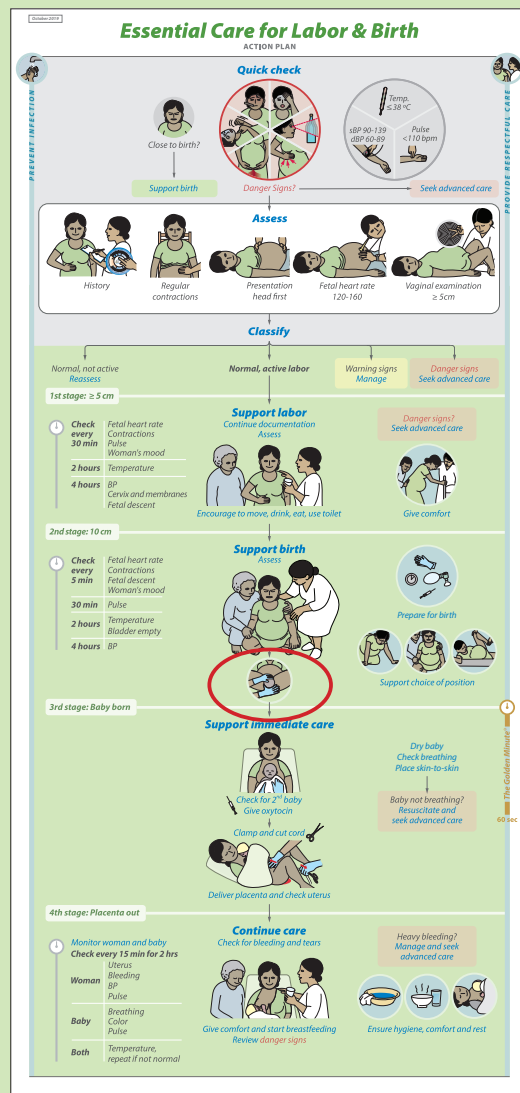 October 2019
Essential Care for Labor & Birth
ACTION PLAN
PREVENT INFECTION
PROVIDE RESPECTFUL CARE
Quick check
Close to birth?
Temp.
≤38 ºC
sBP 90-139
dBP 60-89
Pulse
<110 bpm
Support birth
Danger Signs?
Seek advanced care
Assess
History
Regular
contractions
Presentation
head first
Fetal heart rate
120-160
Vaginal examination
≥ 5cm
Classify
Normal, not active
Reassess
Normal, active labor
Warning signs
Manage
Danger signs
Seek advanced care
1st stage: ≥ 5 cm
Support labor
Continue documentation
Assess
Check
every
30 min
Fetal heart rate
Contractions
Pulse
Woman's mood
2 hours
Temperature
4 hours
BP
Cervix and membranes
Fetal descent
Encourage to move, drink, eat, use toilet
Danger signs?
Seek advanced care
Give comfort
2nd stage: 10 cm
Support birth
Assess
Check
every
5 min
Fetal heart rate
Contractions
Fetal descent
Woman's mood
30 min
Pulse
2 hours
Temperature
Bladder empty
4 hours
BP
Prepare for birth
Support choice of position
3rd stage: Baby born
Support immediate care
Check for 2nd baby
Give oxytocin
Clamp and cut cord
Deliver placenta and check uterus
Dry baby
Check breathing
Place skin-to-skin
Baby not breathing?
Resuscitate and
seek advanced care
The Golden Minute®
60 sec
4th stage: Placenta out
Continue care
Check for bleeding and tears
Monitor woman and baby
Check every 15 min for 2 hrs
Woman
Uterus
Bleeding
BP
Pulse
Baby
Breathing
Color
Pulse
Both
Temperature,
repeat if not normal
Give comfort and start breastfeeding
Review danger signs
Heavy bleeding?
Manage and seek
advanced care
Ensure hygiene, comfort and rest